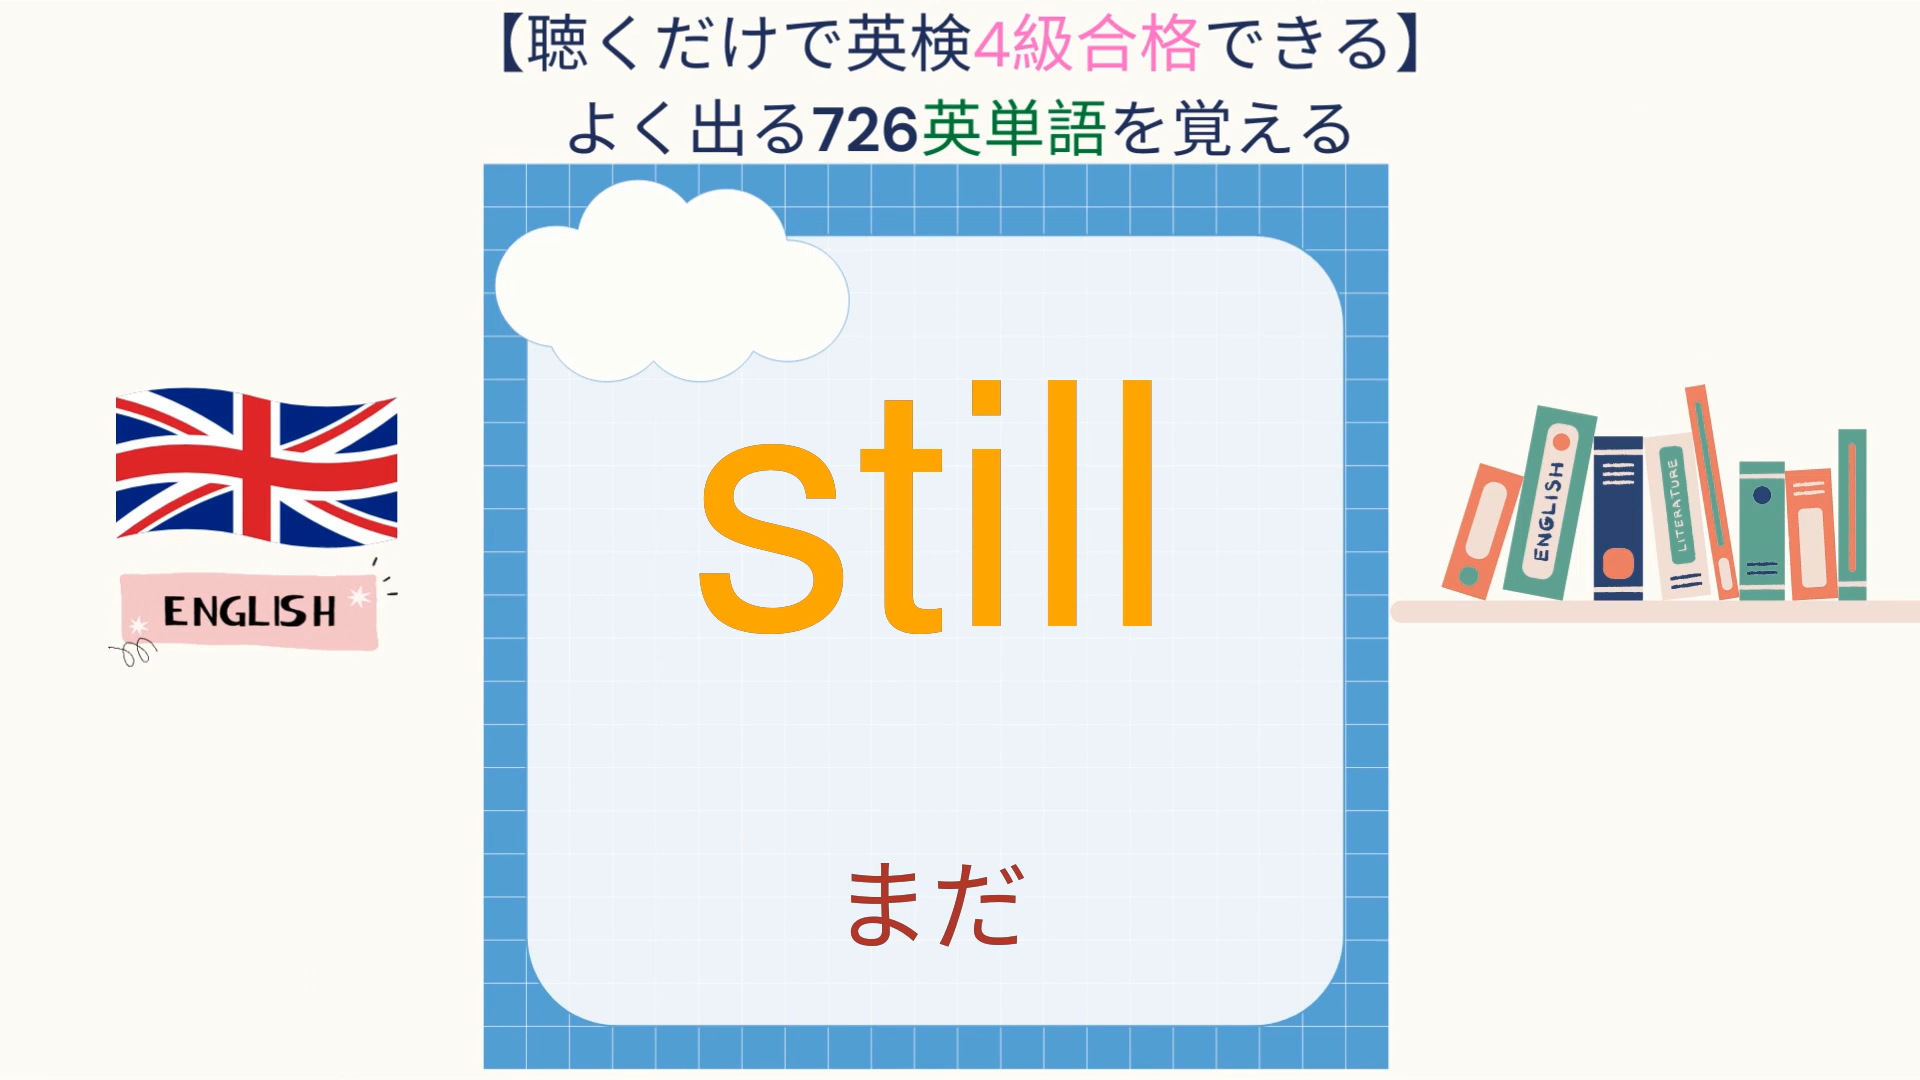 【聴くだけで英検4級合格できる】
よく出る726英単語を覚える
still
まだ
ENGLISH
ENGLISH
LITERATURE